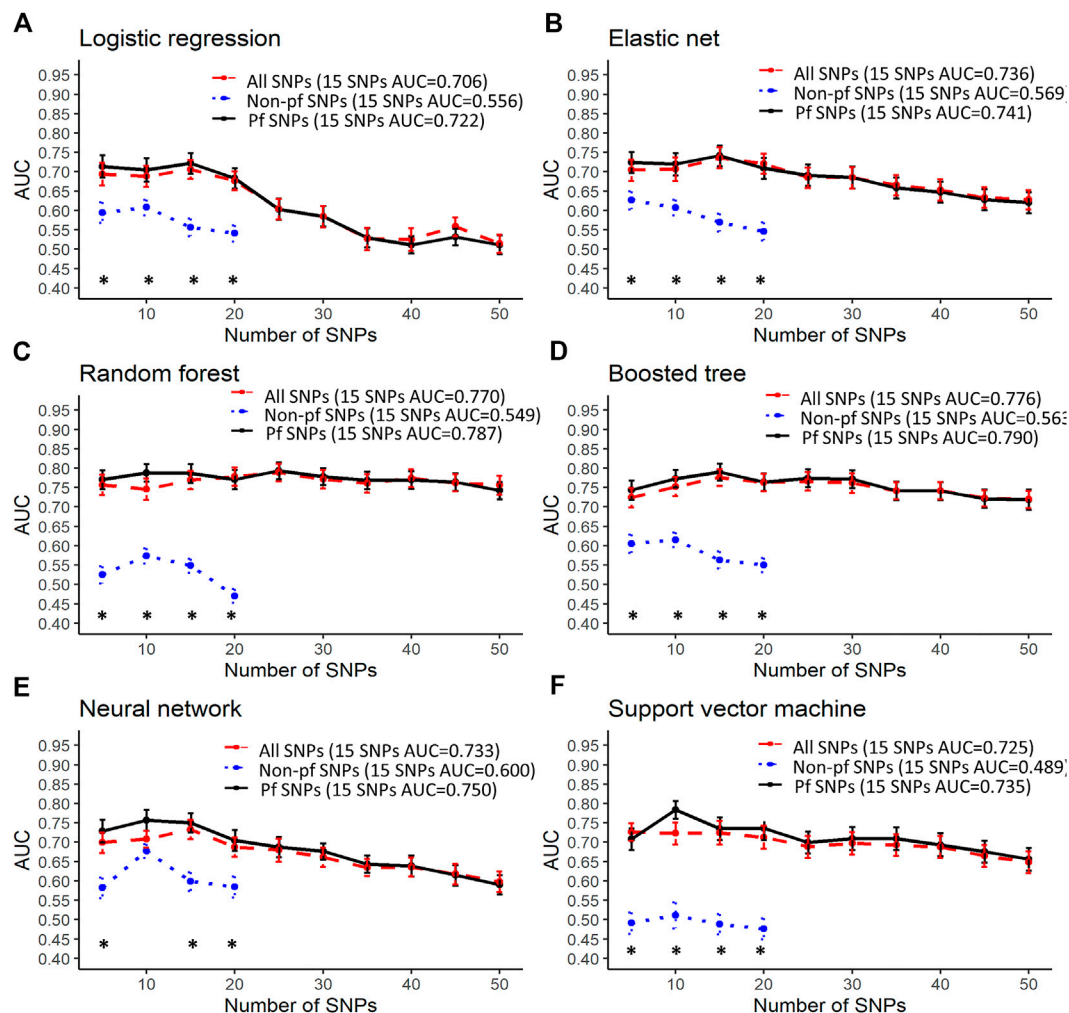 A
Logistic regression
All SNPs (15 SNPs AUC=0.706)
Non-pf SNPs (15 SNPs AUC=0.556)
Pf SNPs (15 SNPs AUC=0.722)
AUC
0.95
0.90
0.85
0.80
0.75
0.70
0.65
0.60
0.55
0.50
0.45
0.40
* * * *
10 20 30 40 50
Number of SNPs
B
Elastic net
All SNPs (15 SNPs AUC=0.736)
Non-pf SNPs (15 SNPs AUC=0.569)
Pf SNPs (15 SNPs AUC=0.741)
AUC
0.95
0.90
0.85
0.80
0.75
0.70
0.65
0.60
0.55
0.50
0.45
0.40
* * * *
10 20 30 40 50
Number of SNPs
C
Random forest
All SNPs (15 SNPs AUC=0.770)
Non-pf SNPs (15 SNPs AUC=0.549)
Pf SNPs (15 SNPs AUC=0.787)
AUC
0.95
0.90
0.85
0.80
0.75
0.70
0.65
0.60
0.55
0.50
0.45
0.40
* * * *
10 20 30 40 50
Number of SNPs
D
Boosted tree
All SNPs (15 SNPs AUC=0.776)
Non-pf SNPs (15 SNPs AUC=0.563
Pf SNPs (15 SNPs AUC=0.790)
AUC
0.95
0.90
0.85
0.80
0.75
0.70
0.65
0.60
0.55
0.50
0.45
0.40
* * * *
10 20 30 40 50
Number of SNPs
E
Neural network
All SNPs (15 SNPs AUC=0.733)
Non-pf SNPs (15 SNPs AUC=0.600)
Pf SNPs (15 SNPs AUC=0.750)
AUC
0.95
0.90
0.85
0.80
0.75
0.70
0.65
0.60
0.55
0.50
0.45
0.40
* * *
10 20 30 40 50
Number of SNPs
F
Support vector machine
All SNPs (15 SNPs AUC=0.725)
Non-pf SNPs (15 SNPs AUC=0.489)
Pf SNPs (15 SNPs AUC=0.735)
AUC
0.95
0.90
0.85
0.80
0.75
0.70
0.65
0.60
0.55
0.50
0.45
0.40
* * * *
10 20 30 40 50
Number of SNPs